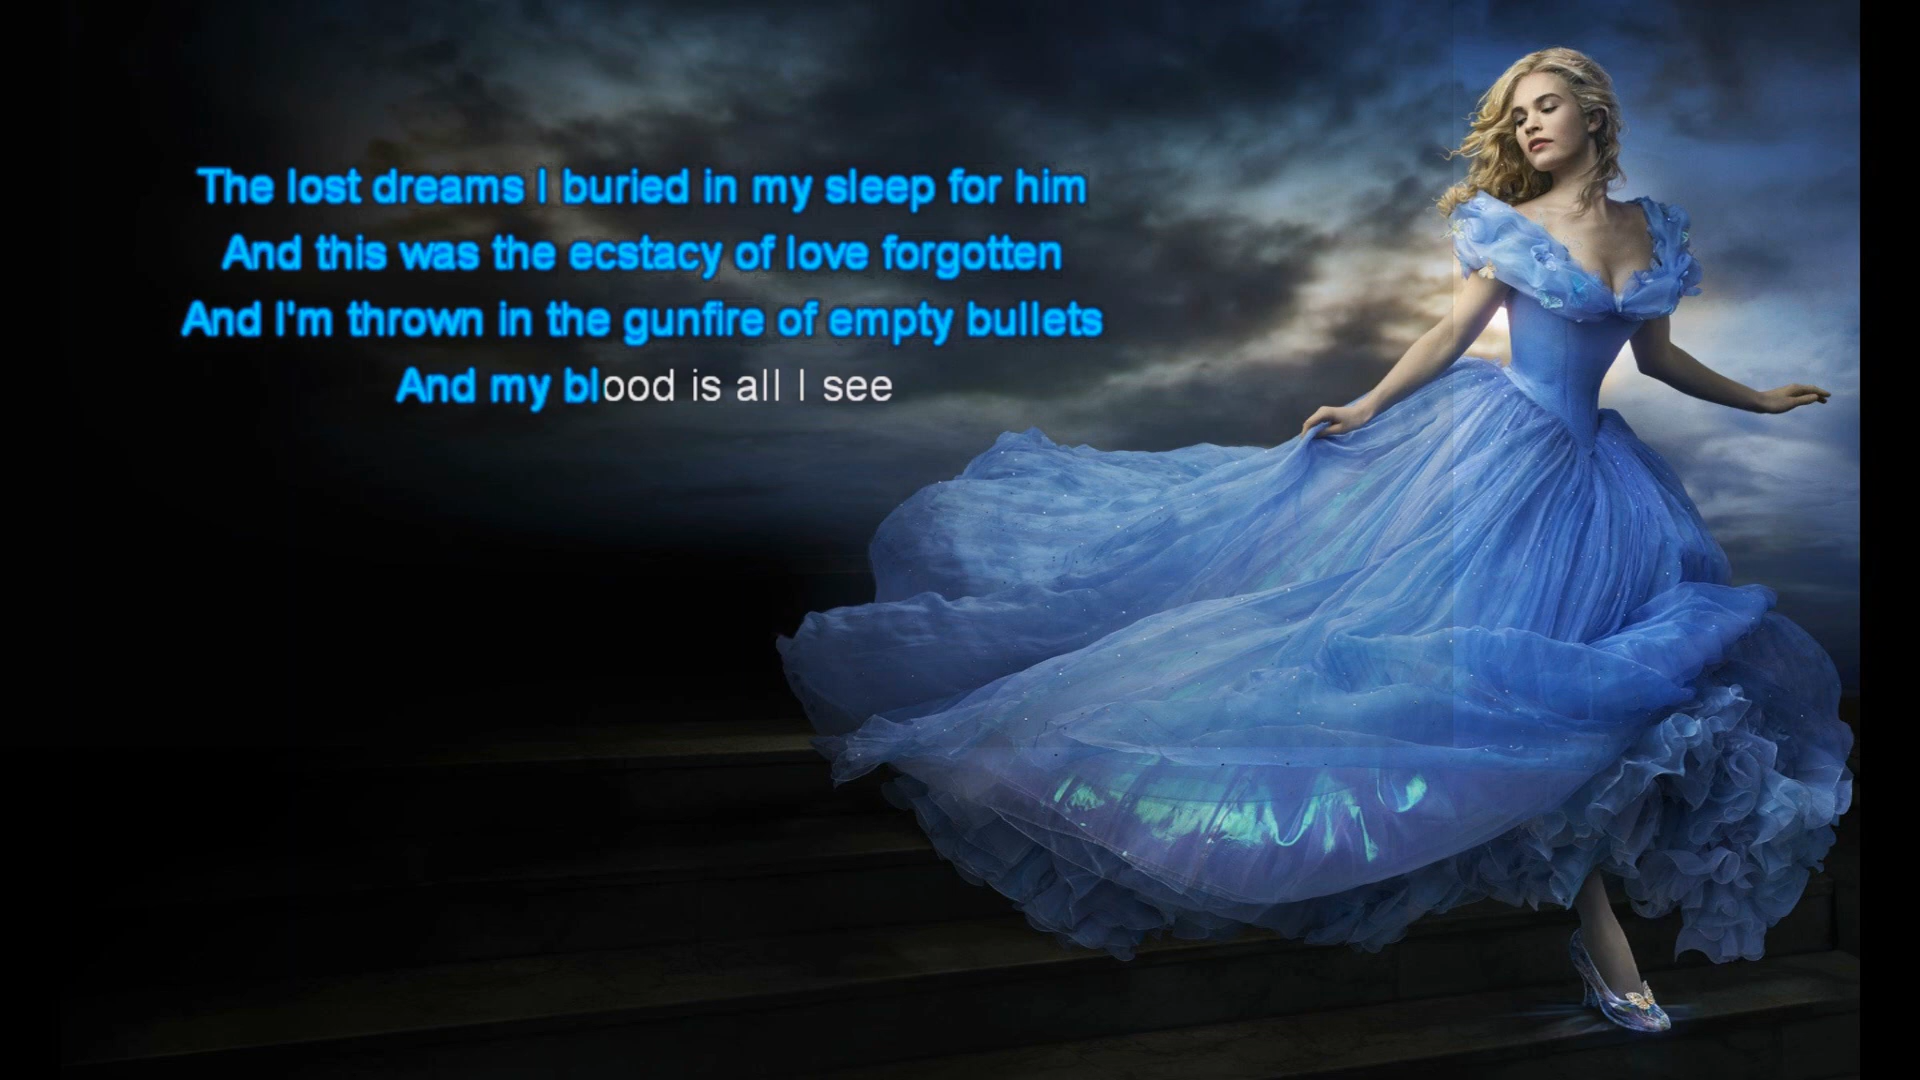 The lost dreams I buried in my sleep for him
And this was the ecstacy of love forgotten
And I'm thrown in the gunfire of empty bullets
And my blood is all I see